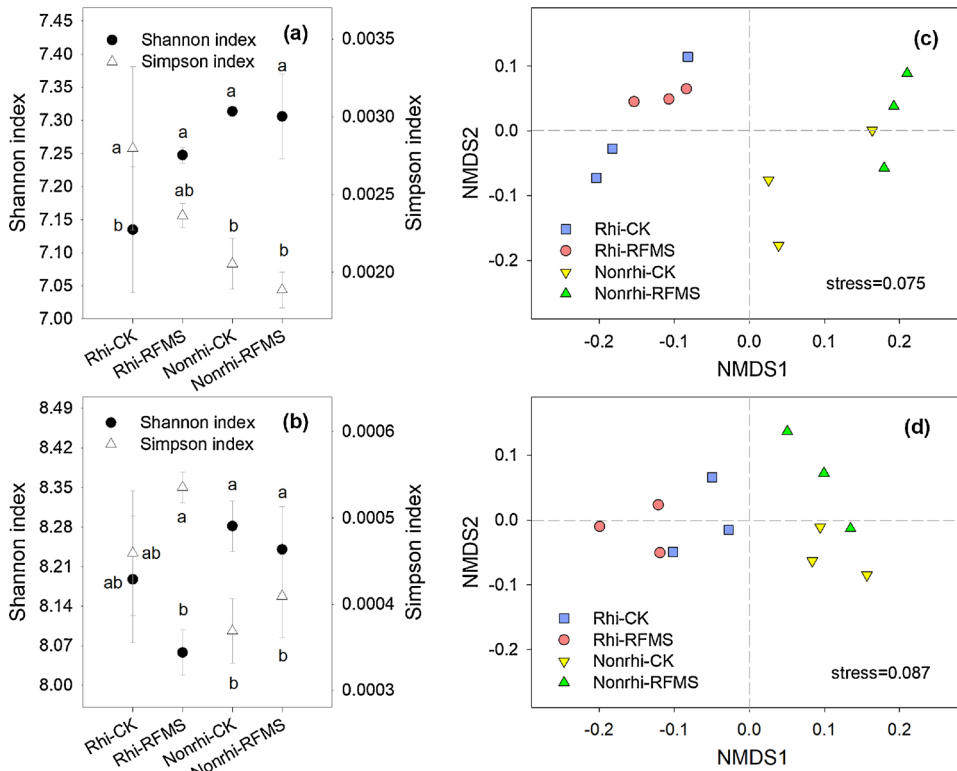 (a)
Shannon index
Simpson index
7.45
7.40
7.35
7.30
7.25
7.20
7.15
7.10
7.05
7.00
Shannon index
0.0035
0.0030
0.0025
0.0020
Simpson index
a
b
a
ab
a
b
a
b
Rhi-CK
Rhi-RFMS
Nonrhi-CK
Nonrhi-RFMS
(c)
0.1
0.0
-0.1
-0.2
NMDS2
Rhi-CK
Rhi-RFMS
Nonrhi-CK
Nonrhi-RFMS
stress=0.075
-0.2 -0.1 0.0 0.1 0.2
NMDS1
(b)
Shannon index
Simpson index
8.49
8.42
8.35
8.28
8.21
8.14
8.07
8.00
Shannon index
0.0006
0.0005
0.0004
0.0003
Simpson index
ab
ab
a
b
a
b
a
b
Rhi-CK
Rhi-RFMS
Nonrhi-CK
Nonrhi-RFMS
(d)
0.1
0.0
-0.1
-0.2
NMDS2
Rhi-CK
Rhi-RFMS
Nonrhi-CK
Nonrhi-RFMS
stress=0.087
-0.2 -0.1 0.0 0.1 0.2
NMDS1